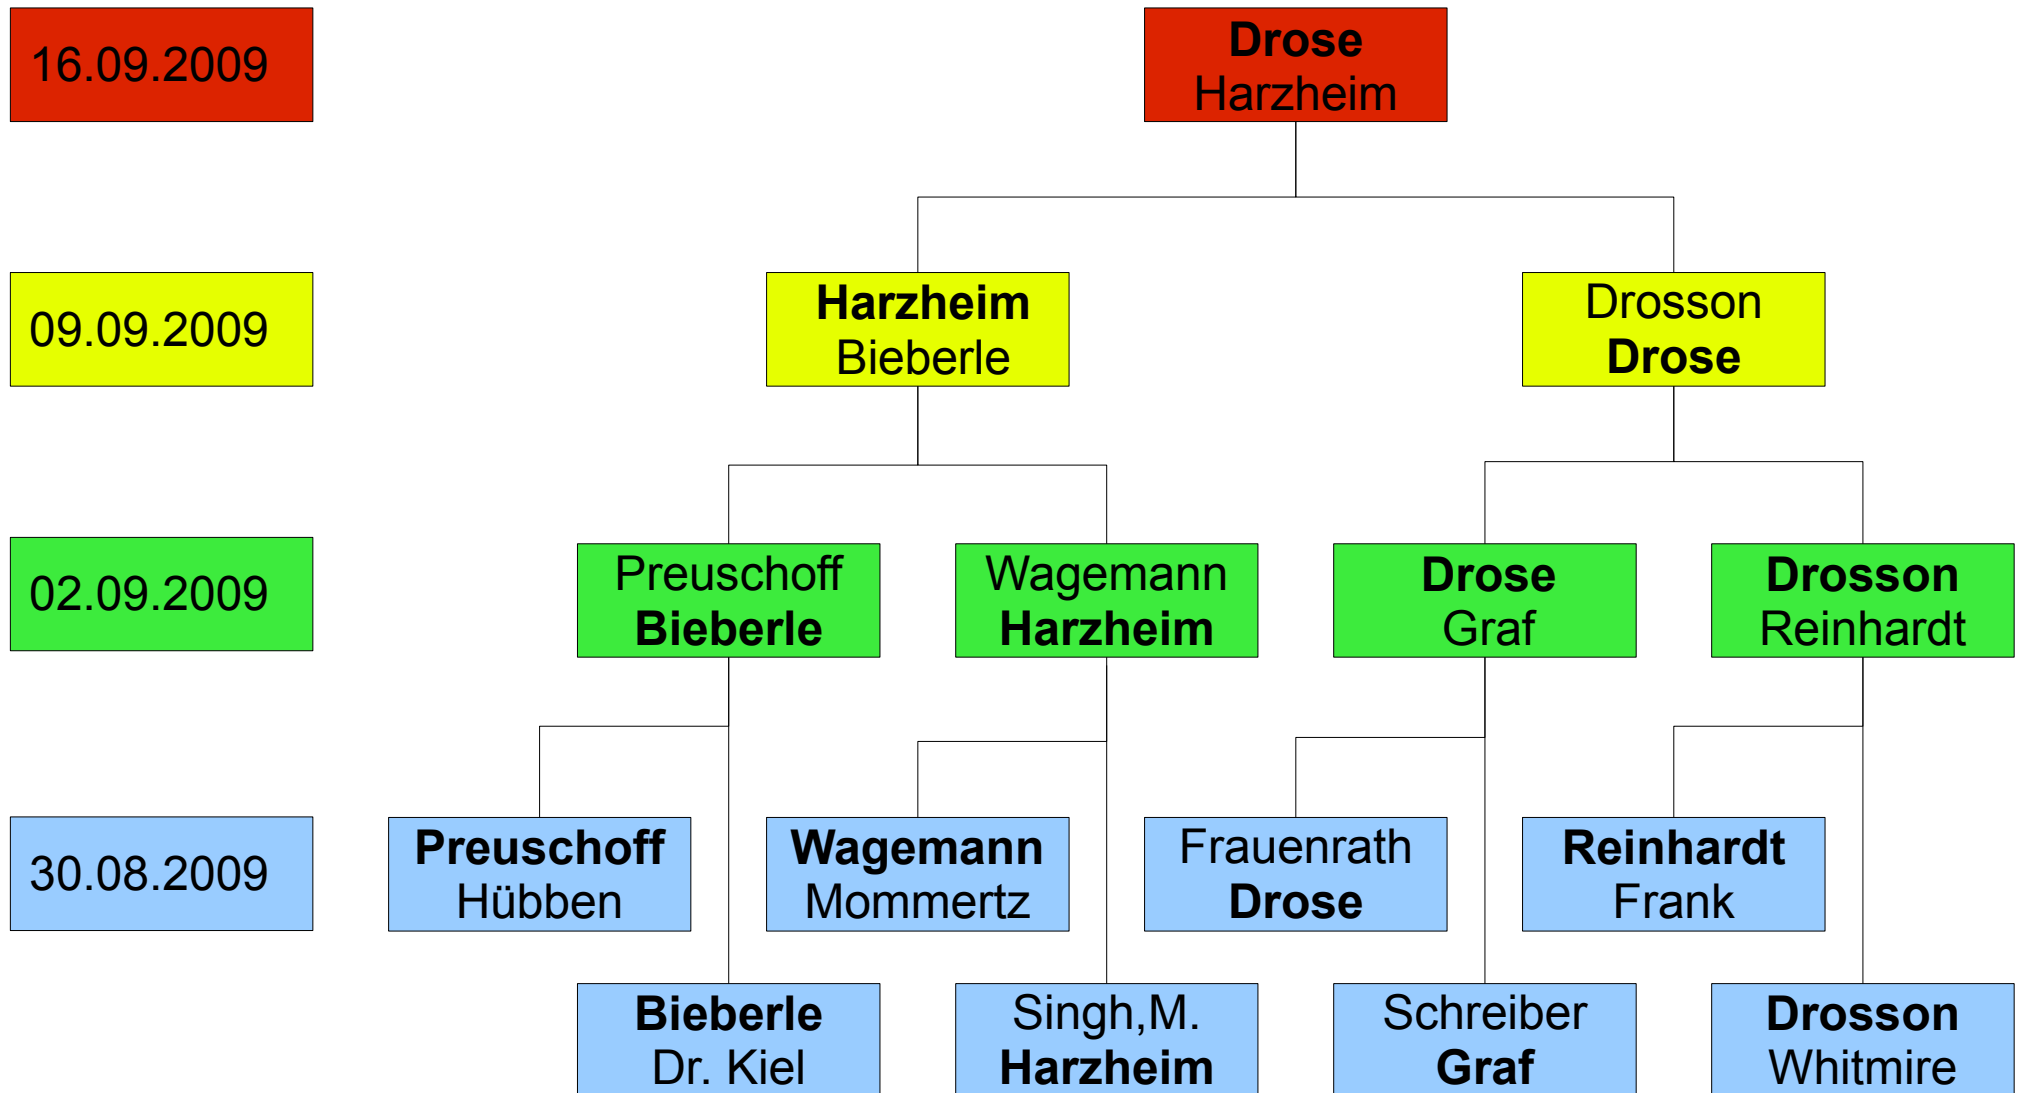 16.09.2009
Drose
Harzheim
09.09.2009
Harzheim
Bieberle
Drosson
Drose
02.09.2009
Preuschoff
Bieberle
Wagemann
Harzheim
Drose
Graf
Drosson
Reinhardt
30.08.2009
Preuschoff
Hübben
Wagemann
Mommertz
Frauenrath
Drose
Reinhardt
Frank
Bieberle
Dr. Kiel
Singh,M.
Harzheim
Schreiber
Graf
Drosson
Whitmire